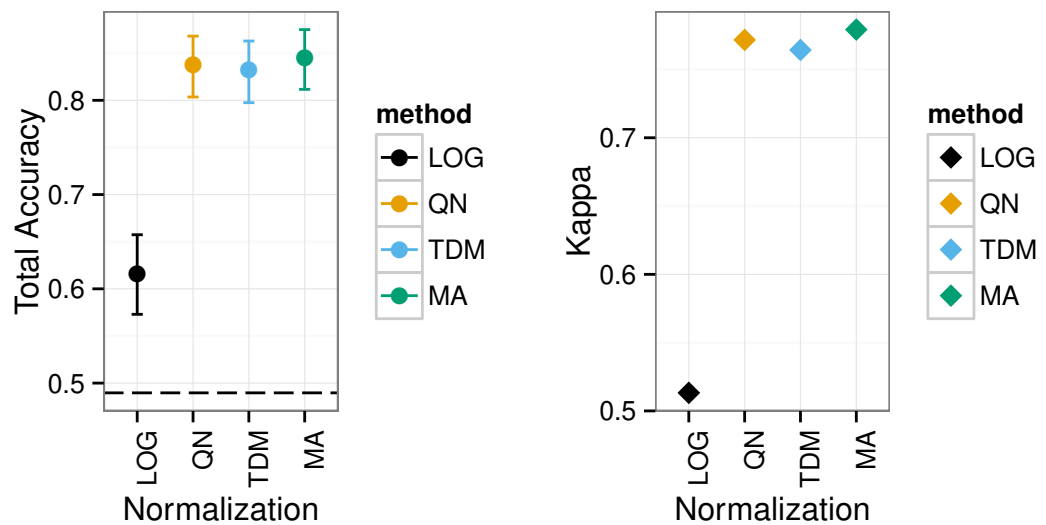 Total Accuracy
0.8
0.7
0.6
0.5
LOG
QN
TDM
MA
Normalization
method
LOG
QN
TDM
MA
Kappa
0.7
0.6
0.5
LOG
QN
TDM
MA
Normalization
method
LOG
QN
TDM
MA